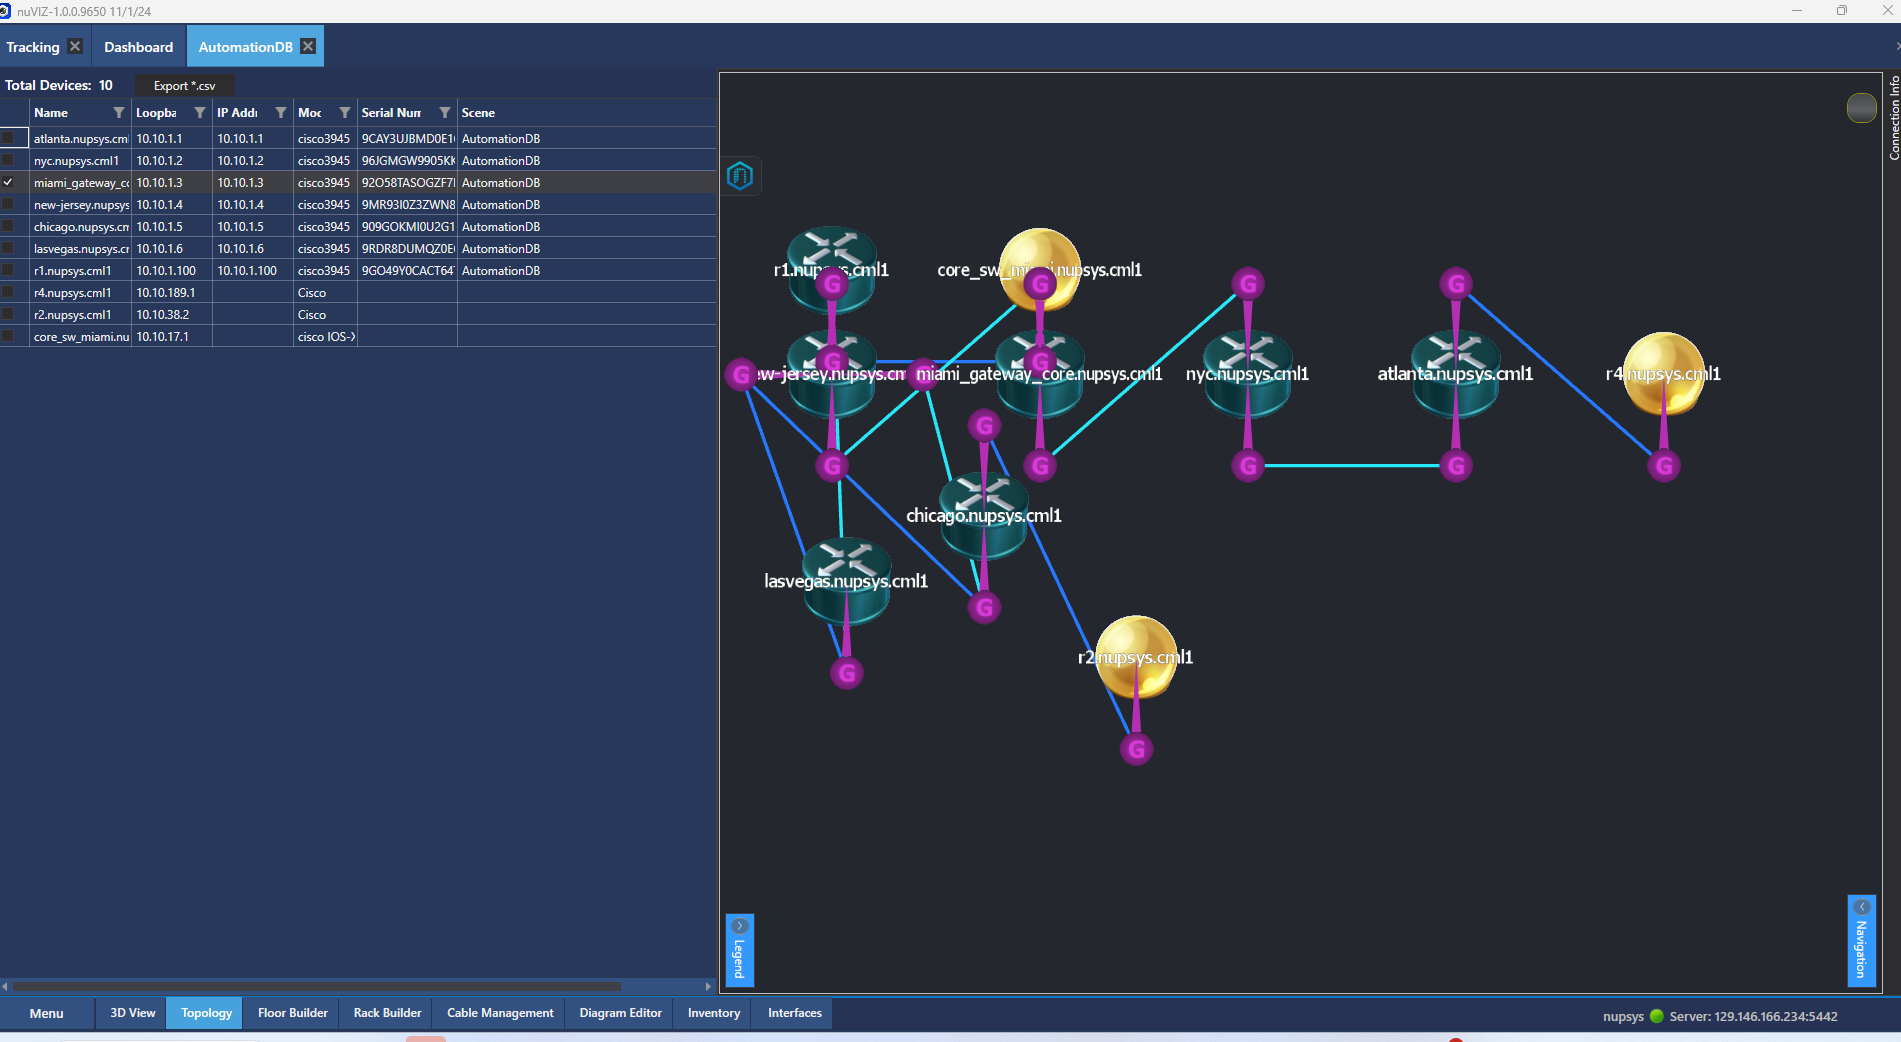 nuVIZ-1.0.0.9650 11/1/24
Tracking Dashboard AutomationDB
Total Devices: 10 Export *.csv
Name Loopba IP Addr Moc Serial Num Scene
atlanta.nupsys.cml 10.10.1.1 10.10.1.1 cisco3945 9CAY3UJBMD0E1 AutomationDB
nyc.nupsys.cml1 10.10.1.2 10.10.1.2 cisco3945 96JGMGW9905KK AutomationDB
miami_gateway_co 10.10.1.3 10.10.1.3 cisco3945 92O58TASOGZF7 AutomationDB
new-jersey.nupsys 10.10.1.4 10.10.1.4 cisco3945 9MR93I0Z3ZWN8 AutomationDB
chicago.nupsys.cm 10.10.1.5 10.10.1.5 cisco3945 909GOKMI0U2G1 AutomationDB
lasvegas.nupsys.cr 10.10.1.6 10.10.1.6 cisco3945 9RDR8DUMQZ0E AutomationDB
r1.nupsys.cml1 10.10.1.100 10.10.1.100 cisco3945 9GO49Y0CACT64 AutomationDB
r4.nupsys.cml1 10.10.189.1 Cisco
r2.nupsys.cml1 10.10.38.2 Cisco
core_sw_miami.nu 10.10.17.1 cisco IOS-X
Connection Info
r1.nupsys.cml1 core_sw_miami.nupsys.cml1
G G G G
G G
G ew-jersey.nupsys.cm G miami_gateway_core.nupsys.cml1 nyc.nupsys.cml1 atlanta.nupsys.cml1 r4.nupsys.cml1
G
G G G G G
chicago.nupsys.cml1
lasvegas.nupsys.cml1
G
r2.nupsys.cml1
G
G
Legend
Navigation
Menu 3D View Topology Floor Builder Rack Builder Cable Management Diagram Editor Inventory Interfaces
nupsys Server: 129.146.166.234:5442